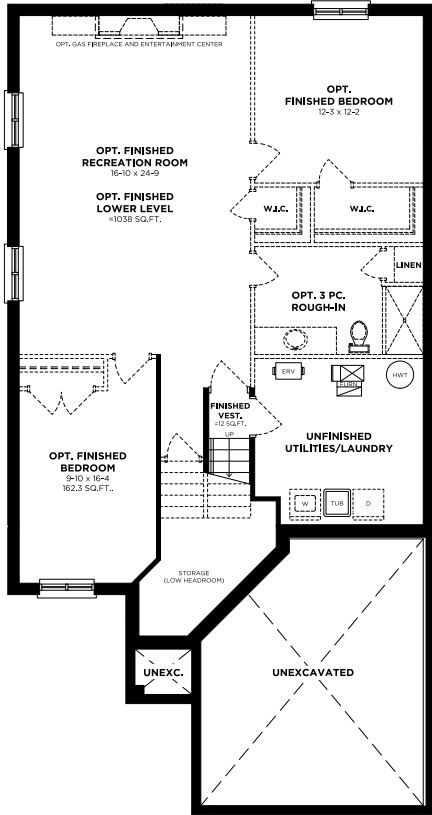 OPT. GAS FIREPLACE AND ENTERTAINMENT CENTER
OPT.
FINISHED BEDROOM
12-3 x 12-2
OPT. FINISHED
RECREATION ROOM
16-10 x 24-9
OPT. FINISHED
LOWER LEVEL
=1038 SQ.FT.
W.I.C.
W.I.C.
LINEN
OPT. 3 PC.
ROUGH-IN
ERV
FURN.
HWT
FINISHED
VEST.
=12 SQ.FT.
UP
UNFINISHED
UTILITIES/LAUNDRY
OPT. FINISHED
BEDROOM
9-10 x 16-4
162.3 SQ.FT..
W
TUB
D
STORAGE
(LOW HEADROOM)
UNEXC.
UNEXCAVATED